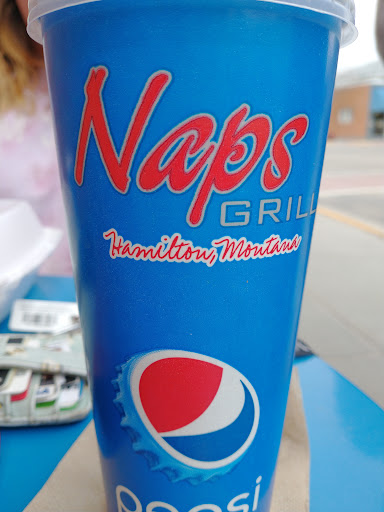 Naps
GRILL
Hamilton, Montana
pepsi